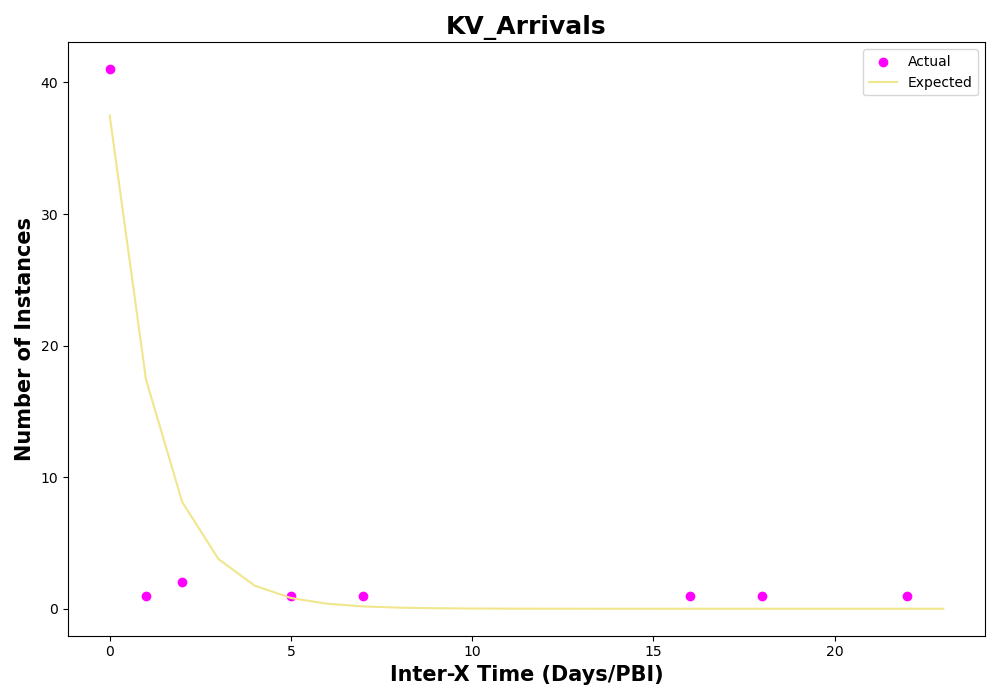 KV_Arrivals
Actual
Expected
Number of Instances
40
30
20
10
0
0
5
10
15
20
Inter-X Time (Days/PBI)